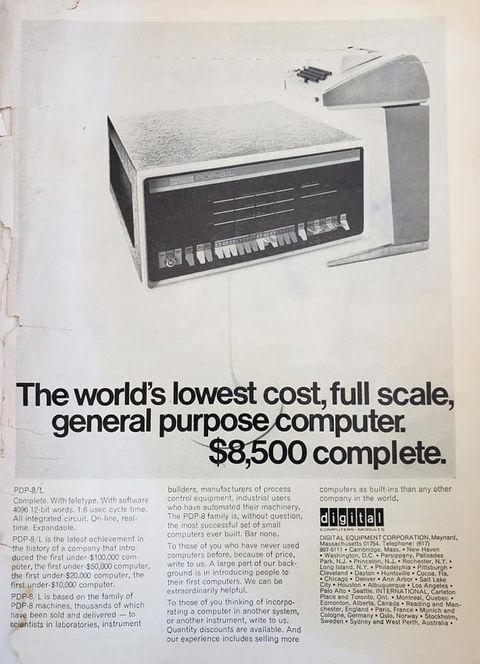 PDP-8/L
The world's lowest cost, full scale,
general purpose computer.
$8,500 complete.
PDP-8/L
Complete. With teletype. With software
4096 12-bit words. 1.6 usec cycle time.
All integrated circuit. On-line, real-
time. Expandable.
PDP-8/L is the latest achievement in
the history of a company that intro-
duced the first under-$100,000 com-
puter, the first under-$50,000 computer,
the first under-$20,000 computer, the
first under-$10,000 computer.
PDP-8/L is based on the family of
PDP-8 machines, thousands of which
have been sold and delivered — to
scientists in laboratories, instrument
builders, manufacturers of process
control equipment, industrial users
who have automated their machinery.
The PDP-8 family is, without question,
the most successful set of small
computers ever built. Bar none.
To those of you who have never used
computers before, because of price,
write to us. A large part of our back-
ground is in introducing people to
their first computers. We can be
extraordinarily helpful.
To those of you thinking of incorpo-
rating a computer in another system,
or another instrument, write to us.
Quantity discounts are available. And
our experience includes selling more
computers as built-ins than any other
company in the world.
digital
COMPUTERS • MODULES
DIGITAL EQUIPMENT CORPORATION, Maynard,
Massachusetts 01754. Telephone: (617)
897-5111 • Cambridge, Mass. • New Haven
• Washington, D.C. • Parsippany, Palisades
Park, N.J. • Princeton, N.J. • Rochester, N.Y. •
Long Island, N.Y. • Philadelphia • Pittsburgh •
Cleveland • Dayton • Huntsville • Cocoa, Fla.
• Chicago • Denver • Ann Arbor • Salt Lake
City • Houston • Albuquerque • Los Angeles •
Palo Alto • Seattle, INTERNATIONAL, Carleton
Place and Toronto, Ont. • Montreal, Quebec •
Edmonton, Alberta, Canada • Reading and Man-
chester, England • Paris, France • Munich and
Cologne, Germany • Oslo, Norway • Stockholm,
Sweden • Sydney and West Perth, Australia •